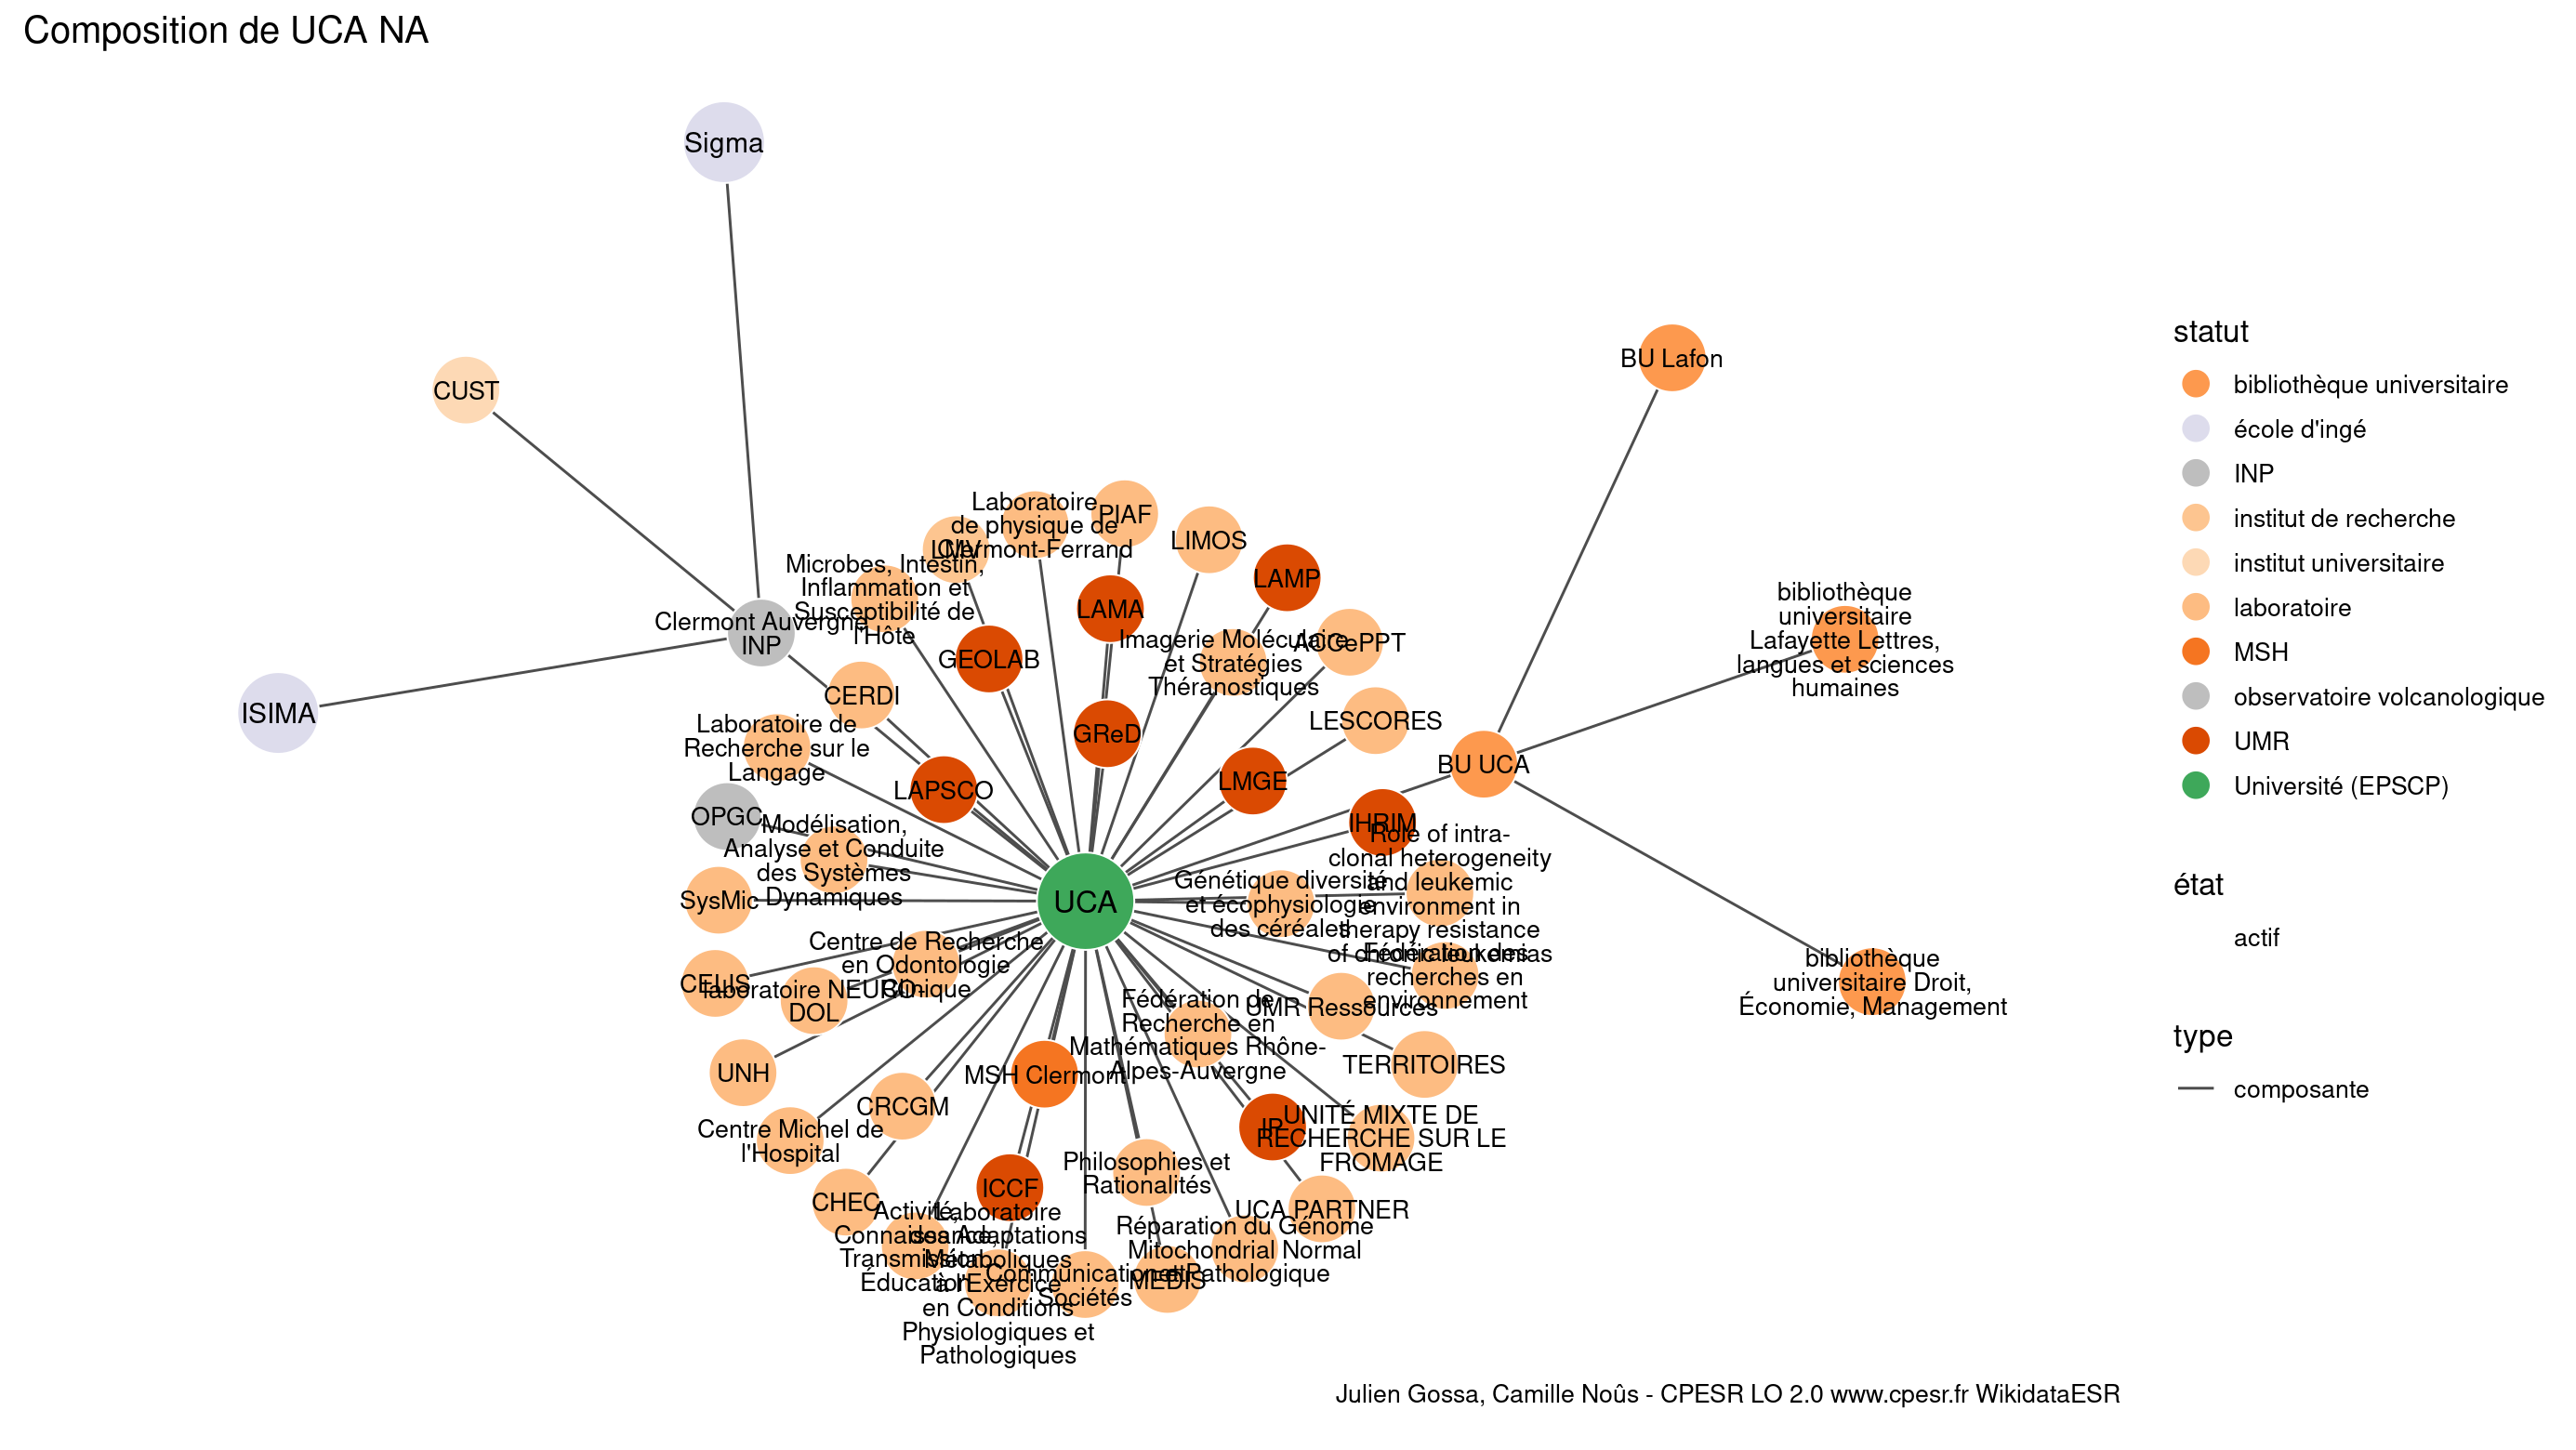 Composition de UCA NA
Sigma
CUST
ISIMA
Clermont Auvergne
INP
BU Lafon
bibliothèque
universitaire
Lafayette Lettres,
langues et sciences
humaines
BU UCA
bibliothèque
universitaire Droit,
Économie, Management
Laboratoire
de physique de
Clermont-Ferrand
PIAF
LIMOS
LMV
LAMP
Microbes, Intestin,
Inflammation et
Susceptibilité de
l'Hôte
LAMA
GEOLAB
Imagerie Moléculaire
et Stratégies
Théranostiques
ACCePPT
CERDI
LESCORES
GReD
Laboratoire de
Recherche sur le
Langage
LAPSCO
LMGE
OPGC
IHRIM
Modélisation,
Analyse et Conduite
des Systèmes
Dynamiques
Role of intra-
clonal heterogeneity
and leukemic
environment in
therapy resistance
of chronic leukemias
SysMic
UCA
Génétique diversité
et écophysiologie
des céréales
Centre de Recherche
en Odontologie
Clinique
Fédération des
recherches en
environnement
CELIS
laboratoire NEURO-
DOL
UMR Ressources
Fédération de
Recherche en
Mathématiques Rhône-
Alpes-Auvergne
UNH
MSH Clermont
TERRITOIRES
CRCGM
Centre Michel de
l'Hospital
IP
UNITÉ MIXTE DE
RECHERCHE SUR LE
FROMAGE
Philosophies et
Rationalités
ICCF
CHEC
UCA PARTNER
Activité,
Connaissance,
Transmission,
Éducation
Laboratoire
des Adaptations
Métaboliques
à l'Exercice
en Conditions
Physiologiques et
Pathologiques
Communication et
Sociétés
MEDIS
Réparation du Génome
Mitochondrial Normal
et Pathologique
statut
bibliothèque universitaire
école d'ingé
INP
institut de recherche
institut universitaire
laboratoire
MSH
observatoire volcanologique
UMR
Université (EPSCP)
état
actif
type
composante
Julien Gossa, Camille Noûs - CPESR LO 2.0 www.cpesr.fr WikidataESR